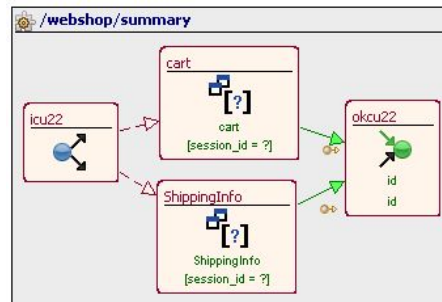 /webshop/summary
cart
[?]
cart
[session_id = ?]
icu22
okcu22
id
id
ShippingInfo
[?]
ShippingInfo
[session_id = ?]